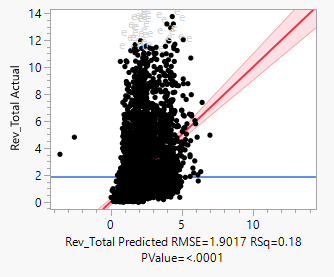 14
12
10
8
6
4
2
0
Rev_Total Actual
0 5 10
Rev_Total Predicted RMSE=1.9017 RSq=0.18
PValue=<.0001